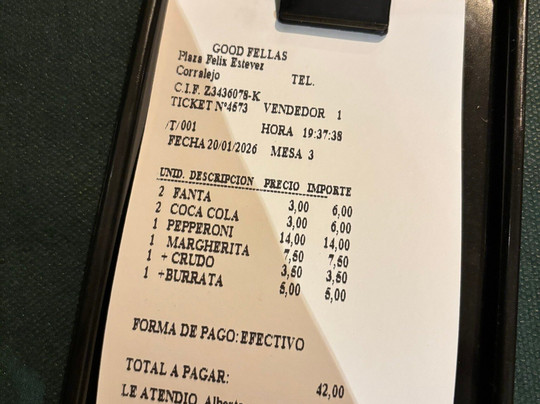 GOOD FELLAS
Plaza Felix Estevez
Corralejo TEL.
C.I.F. Z3436078-K
TICKET Nº4573 VENDEDOR 1
/T/001 HORA 19:37:38
FECHA 20/01/2026 MESA 3
UNID. DESCRIPCION PRECIO IMPORTE
2 FANTA 3,00 6,00
2 COCA COLA 3,00 6,00
1 PEPPERONI 14,00 14,00
1 MARGHERITA 7,50 7,50
1 + CRUDO 3,50 3,50
1 +BURRATA 5,00 5,00
FORMA DE PAGO:EFECTIVO
TOTAL A PAGAR: 42,00
LE ATENDIO